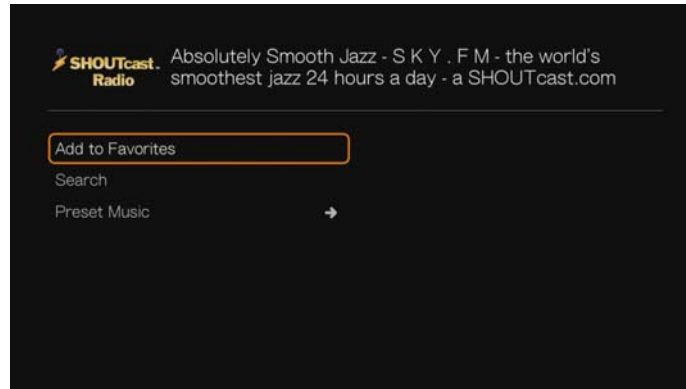 SHOUTcast
Radio
Absolutely Smooth Jazz - S K Y . F M - the world's
smoothest jazz 24 hours a day - a SHOUTcast.com
Add to Favorites
Search
Preset Music